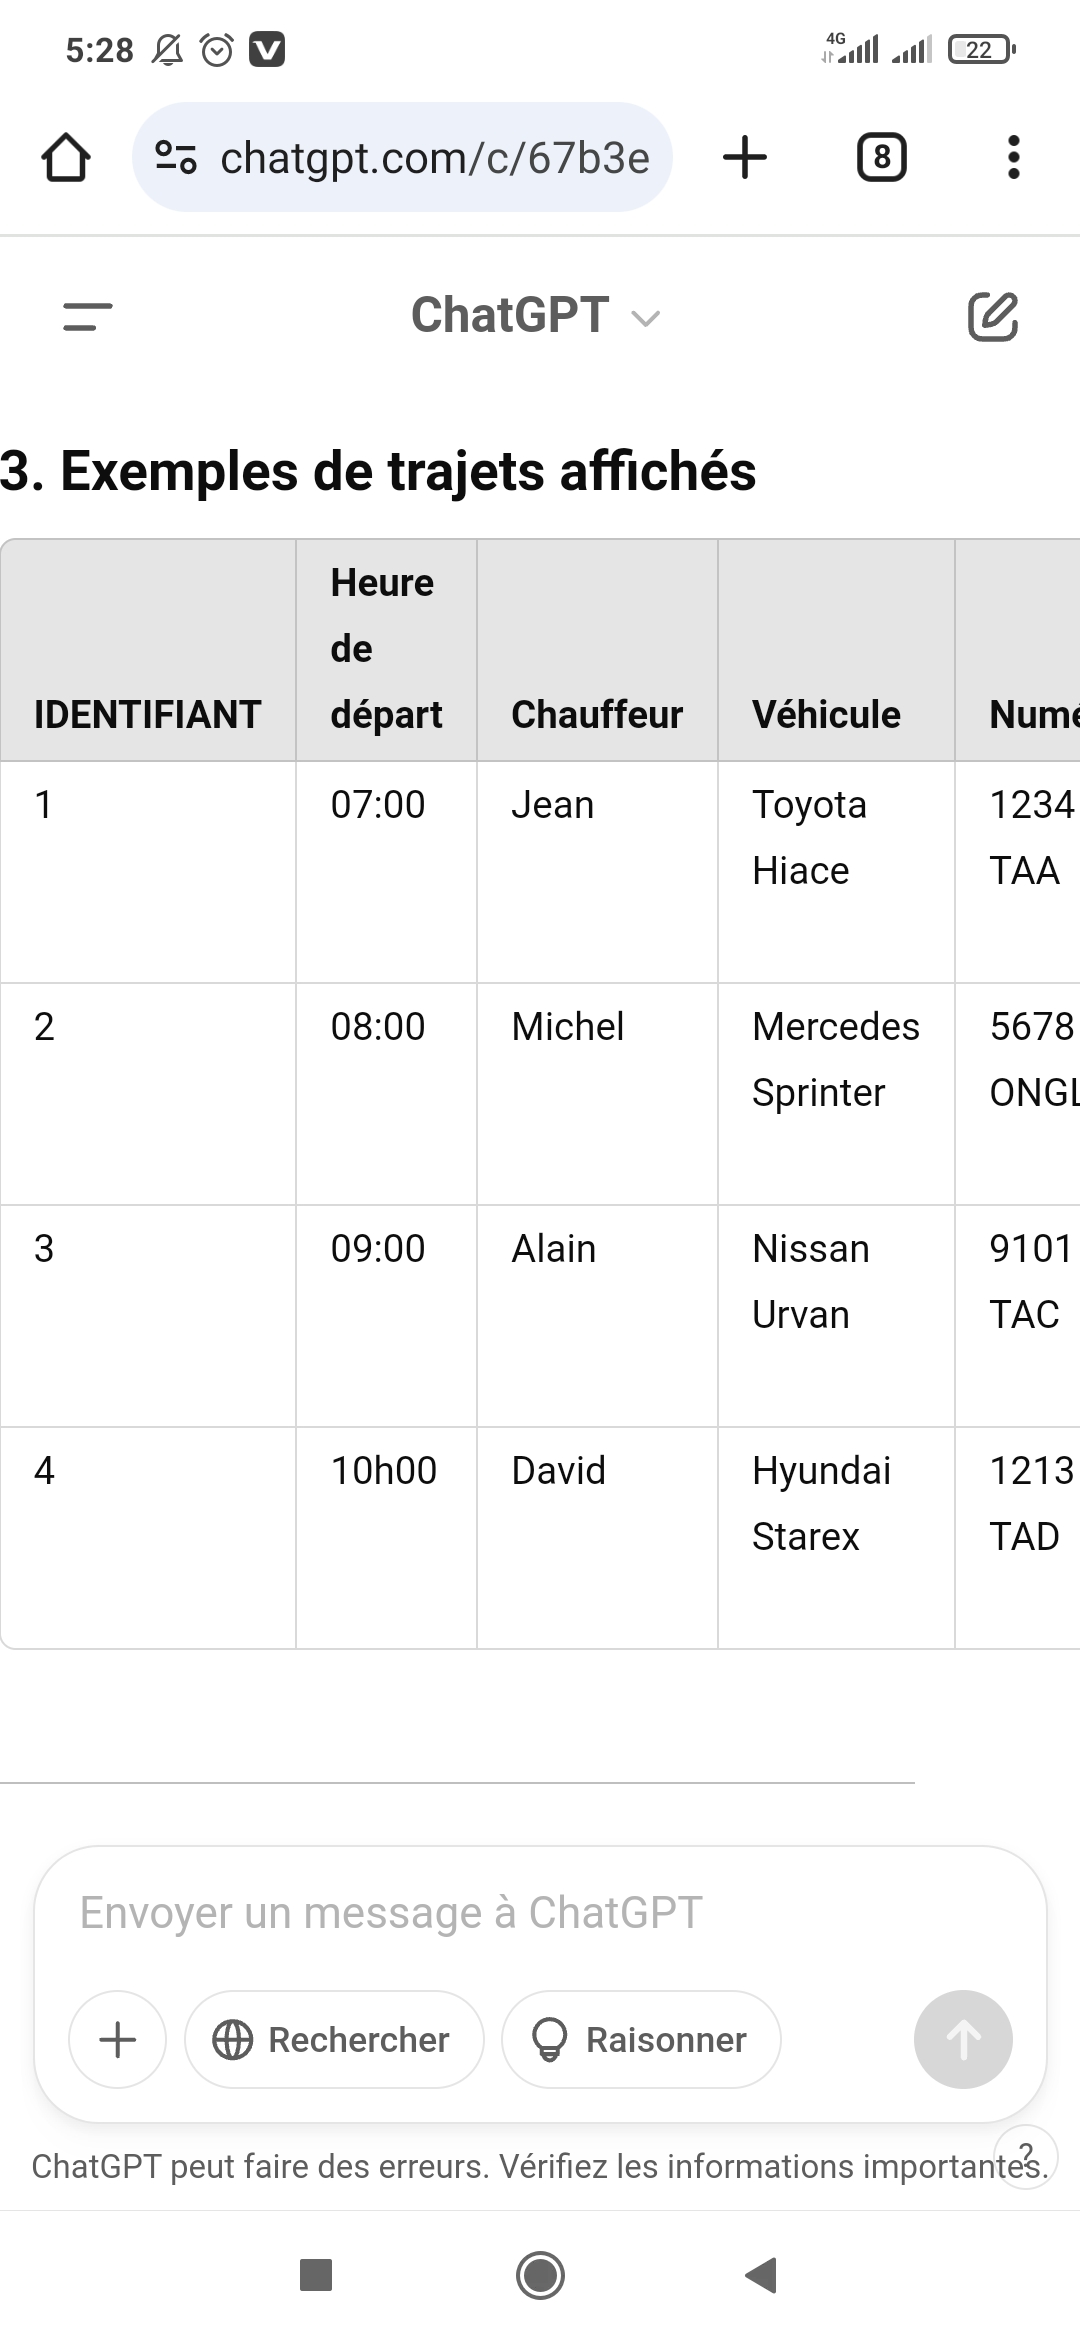 5:28
4G
22
chatgpt.com/c/67b3e
8
ChatGPT
3. Exemples de trajets affichés
Heure
de
IDENTIFIANT départ Chauffeur Véhicule Numé
1 07:00 Jean Toyota 1234
Hiace TAA
2 08:00 Michel Mercedes 5678
Sprinter ONGL
3 09:00 Alain Nissan 9101
Urvan TAC
4 10h00 David Hyundai 1213
Starex TAD
Envoyer un message à ChatGPT
Rechercher Raisonner
ChatGPT peut faire des erreurs. Vérifiez les informations importantes.
?